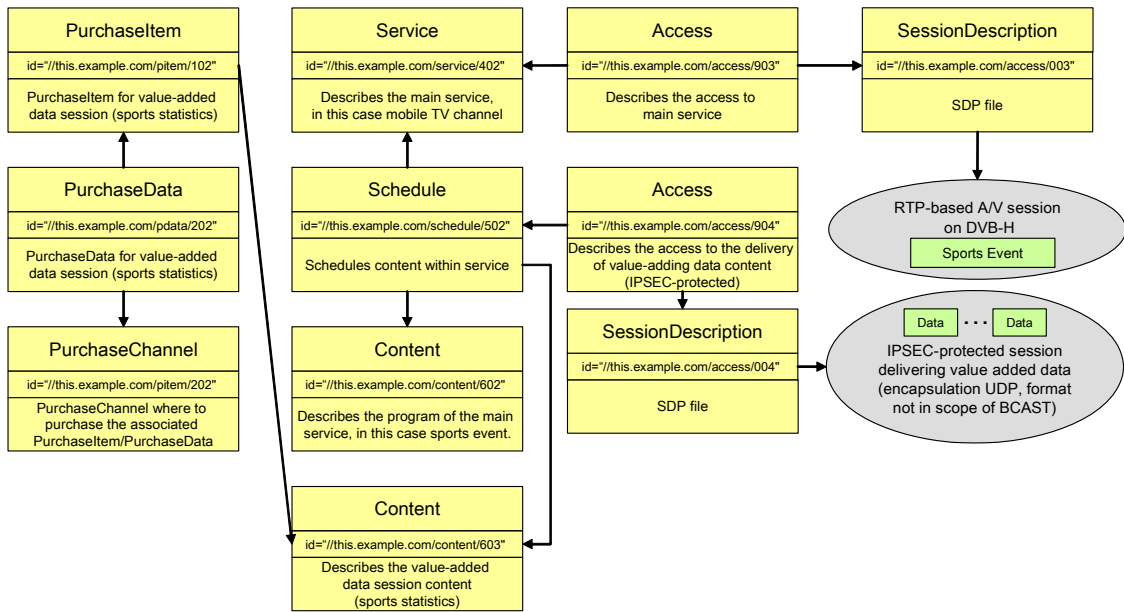 PurchaseItem
id="//this.example.com/pitem/102"
PurchaseItem for value-added
data session (sports statistics)
Service
id="//this.example.com/service/402"
Describes the main service,
in this case mobile TV channel
Access
id="//this.example.com/access/903"
Describes the access to
main service
SessionDescription
id="//this.example.com/access/003"
SDP file
PurchaseData
id="//this.example.com/pdata/202"
PurchaseData for value-added
data session (sports statistics)
Schedule
id="//this.example.com/schedule/502"
Schedules content within service
Access
id="//this.example.com/access/904"
Describes the access to the delivery
of value-adding data content
(IPSEC-protected)
RTP-based A/V session
on DVB-H
Sports Event
PurchaseChannel
id="//this.example.com/pitem/202"
PurchaseChannel where to
purchase the associated
PurchaseItem/PurchaseData
Content
id="//this.example.com/content/602"
Describes the program of the main
service, in this case sports event.
SessionDescription
id="//this.example.com/access/004"
SDP file
Data ... Data
IPSEC-protected session
delivering value added data
(encapsulation UDP, format
not in scope of BCAST)
Content
id="//this.example.com/content/603"
Describes the value-added
data session content
(sports statistics)